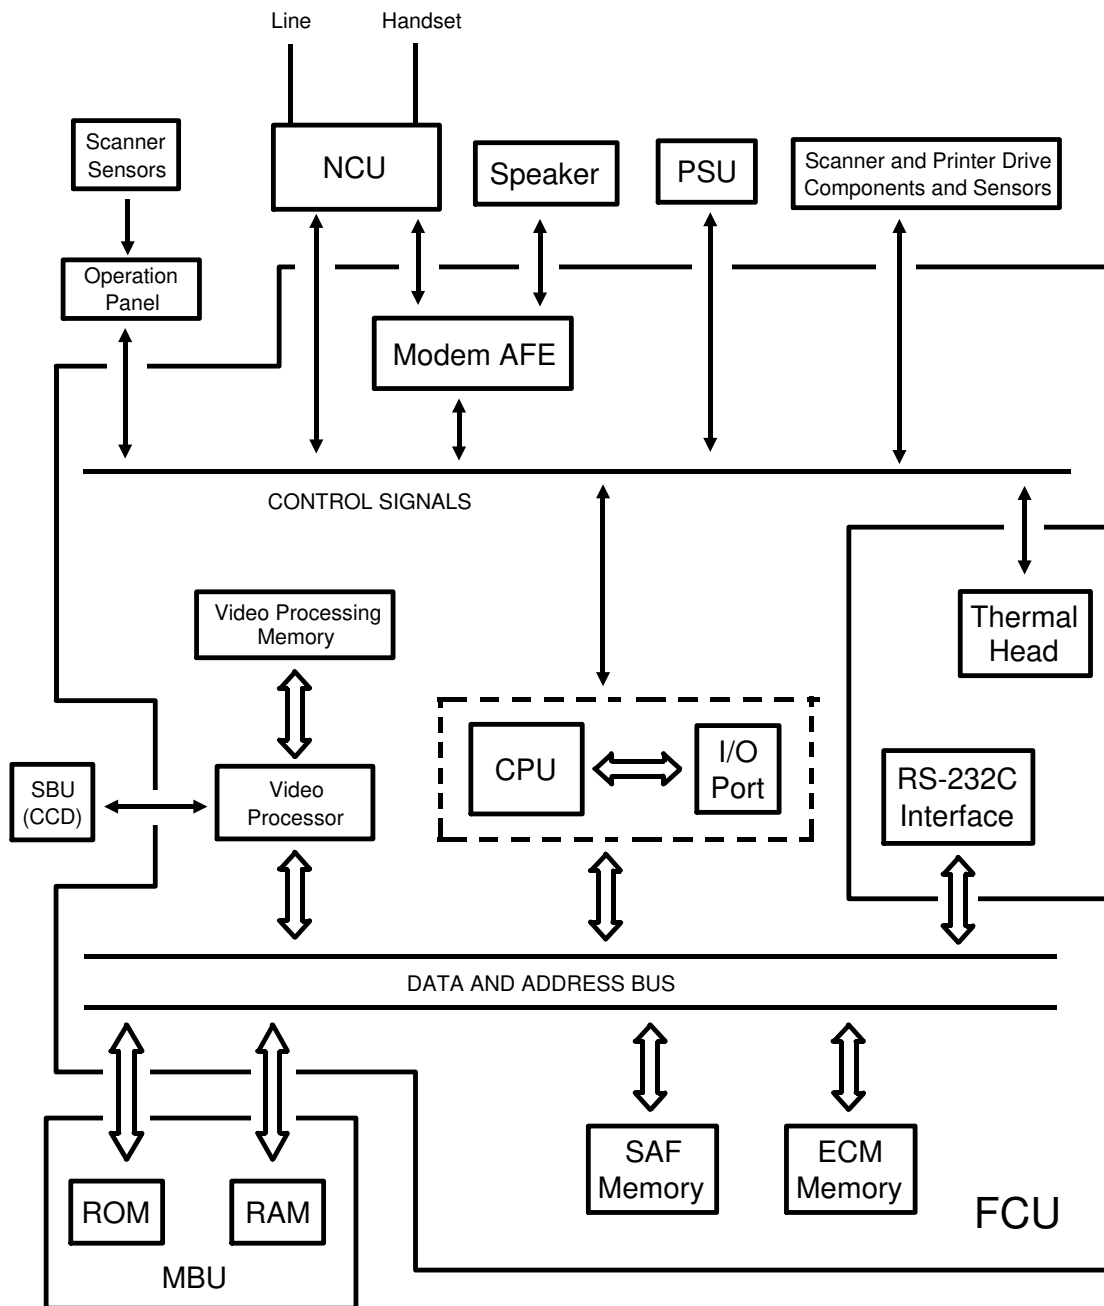 Line
Handset
Scanner
Sensors
NCU
Speaker
PSU
Scanner and Printer Drive
Components and Sensors
Operation
Panel
Modem AFE
CONTROL SIGNALS
Video Processing
Memory
Thermal
Head
SBU
(CCD)
Video
Processor
CPU
I/O
Port
RS-232C
Interface
DATA AND ADDRESS BUS
ROM
RAM
MBU
SAF
Memory
ECM
Memory
FCU